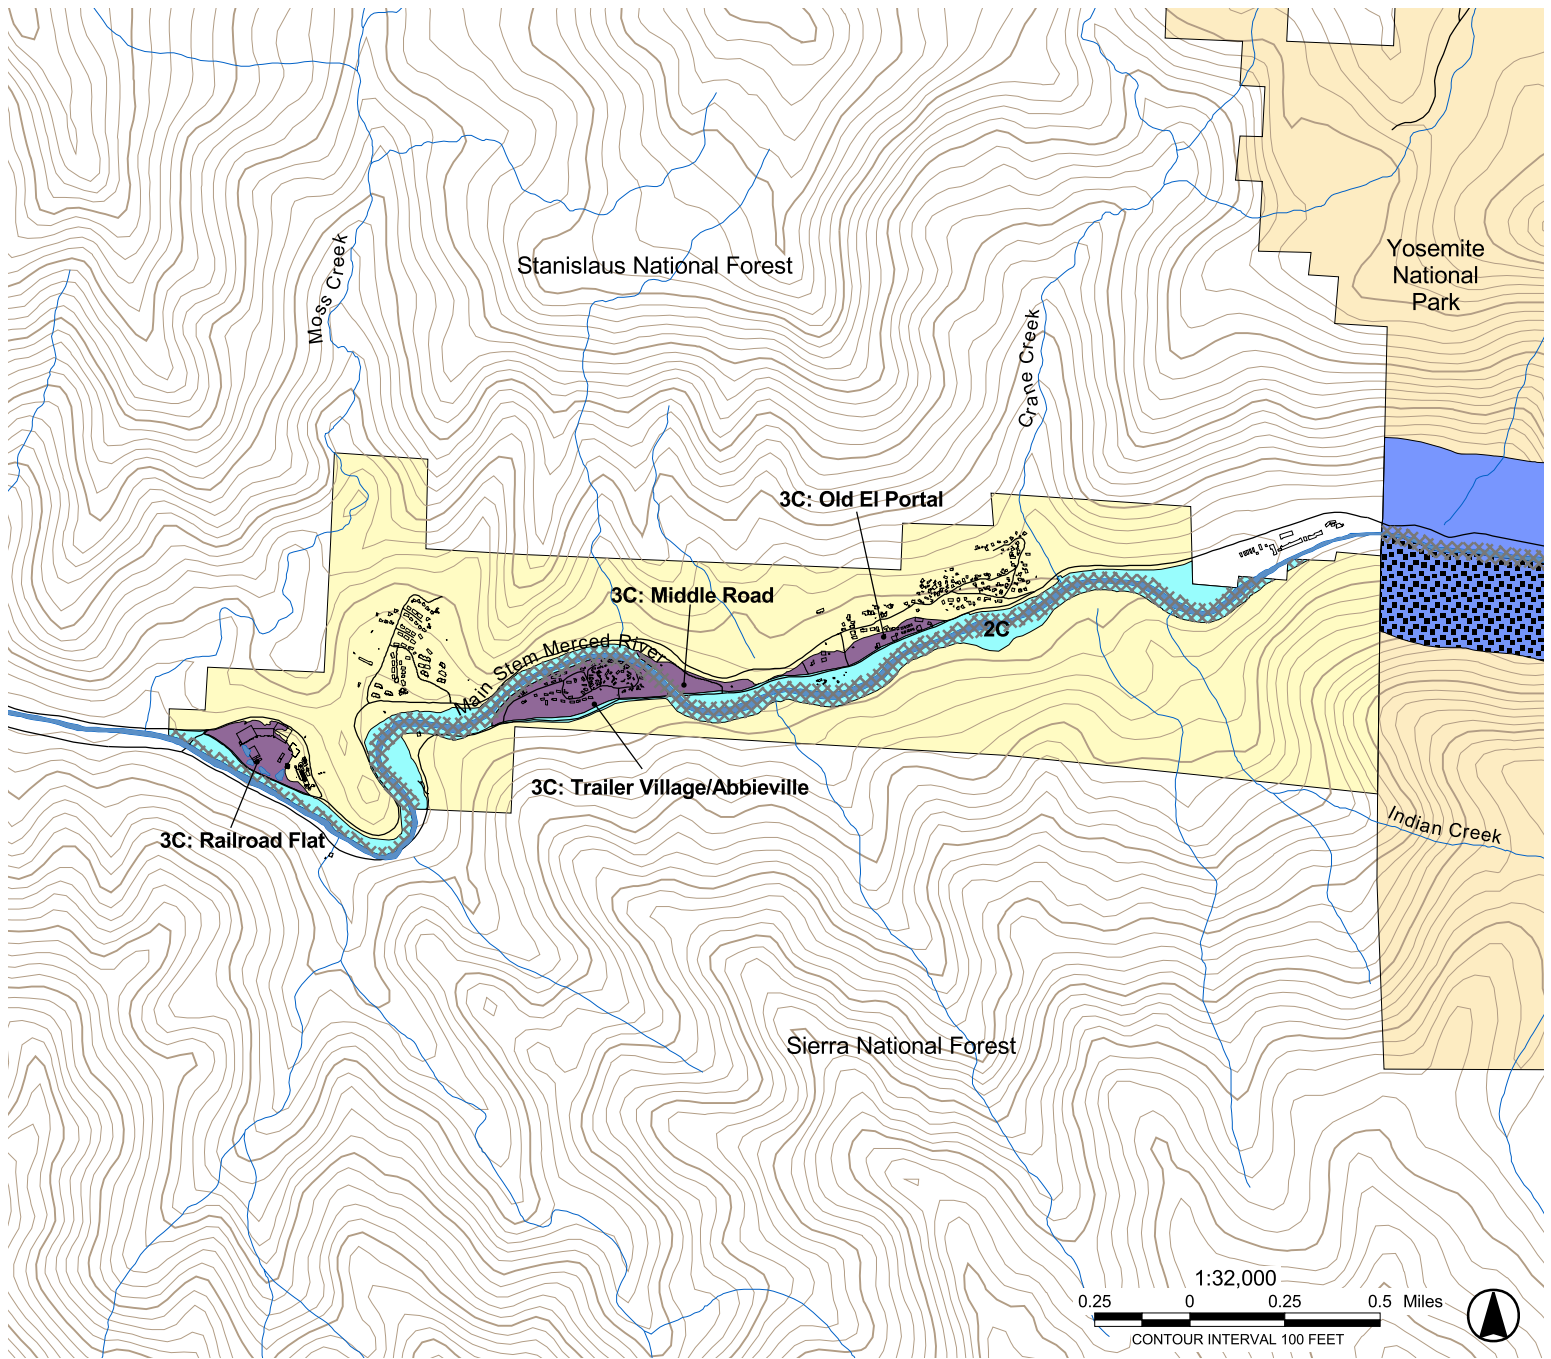 Yosemite
National
Park
Stanislaus National Forest
Moss Creek
Crane Creek
3C: Old El Portal
3C: Middle Road
2C
Main Stem Merced River
3C: Trailer Village/Abbieville
3C: Railroad Flat
Indian Creek
Sierra National Forest
1:32,000
0.25 0 0.25 0.5 Miles
CONTOUR INTERVAL 100 FEET